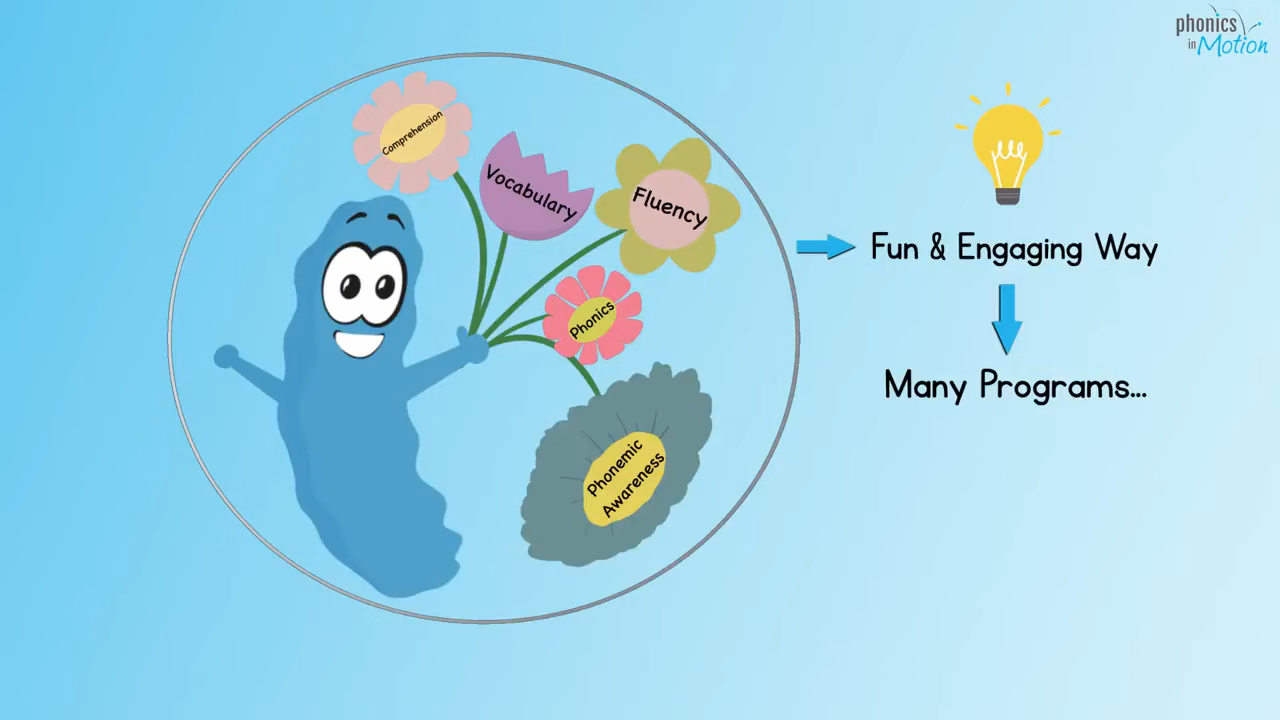 phonics
in Motion
Comprehension
Vocabulary
Fluency
Phonics
Phonemic
Awareness
Fun & Engaging Way
Many Programs...